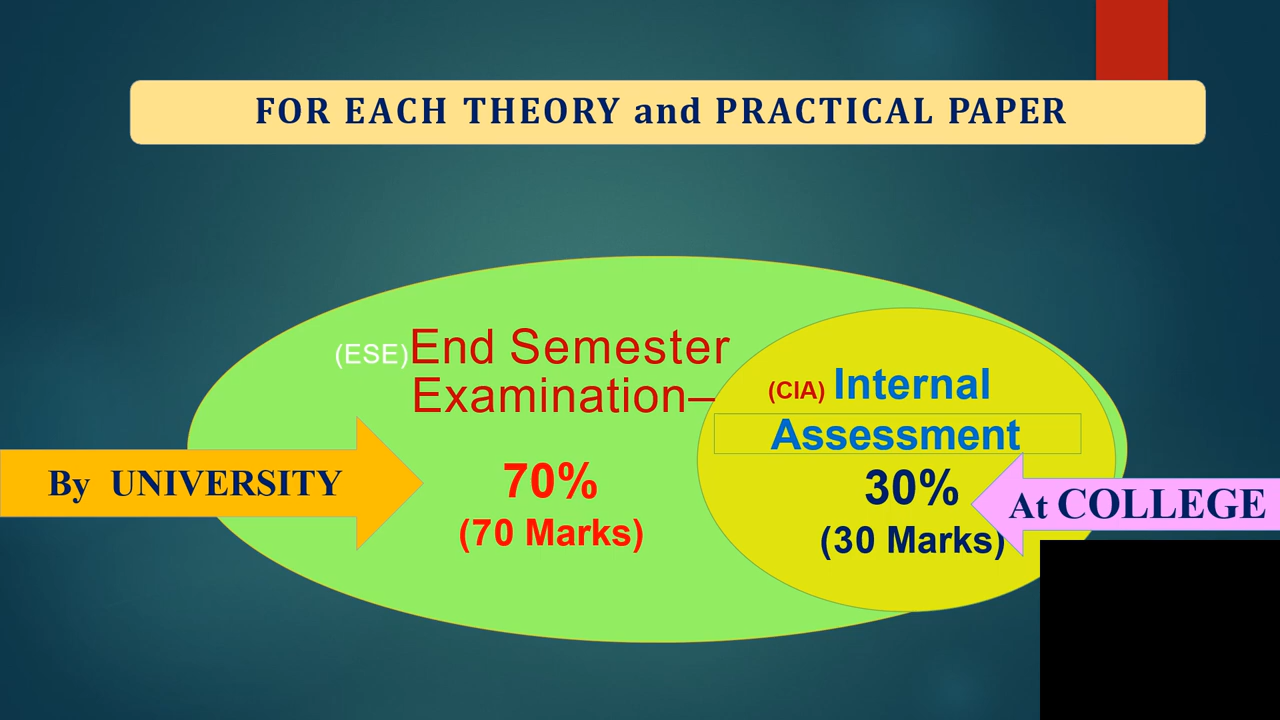 FOR EACH THEORY and PRACTICAL PAPER
(ESE)End Semester
Examination–
70%
(70 Marks)
(CIA) Internal
Assessment
30%
(30 Marks)
By UNIVERSITY
At COLLEGE